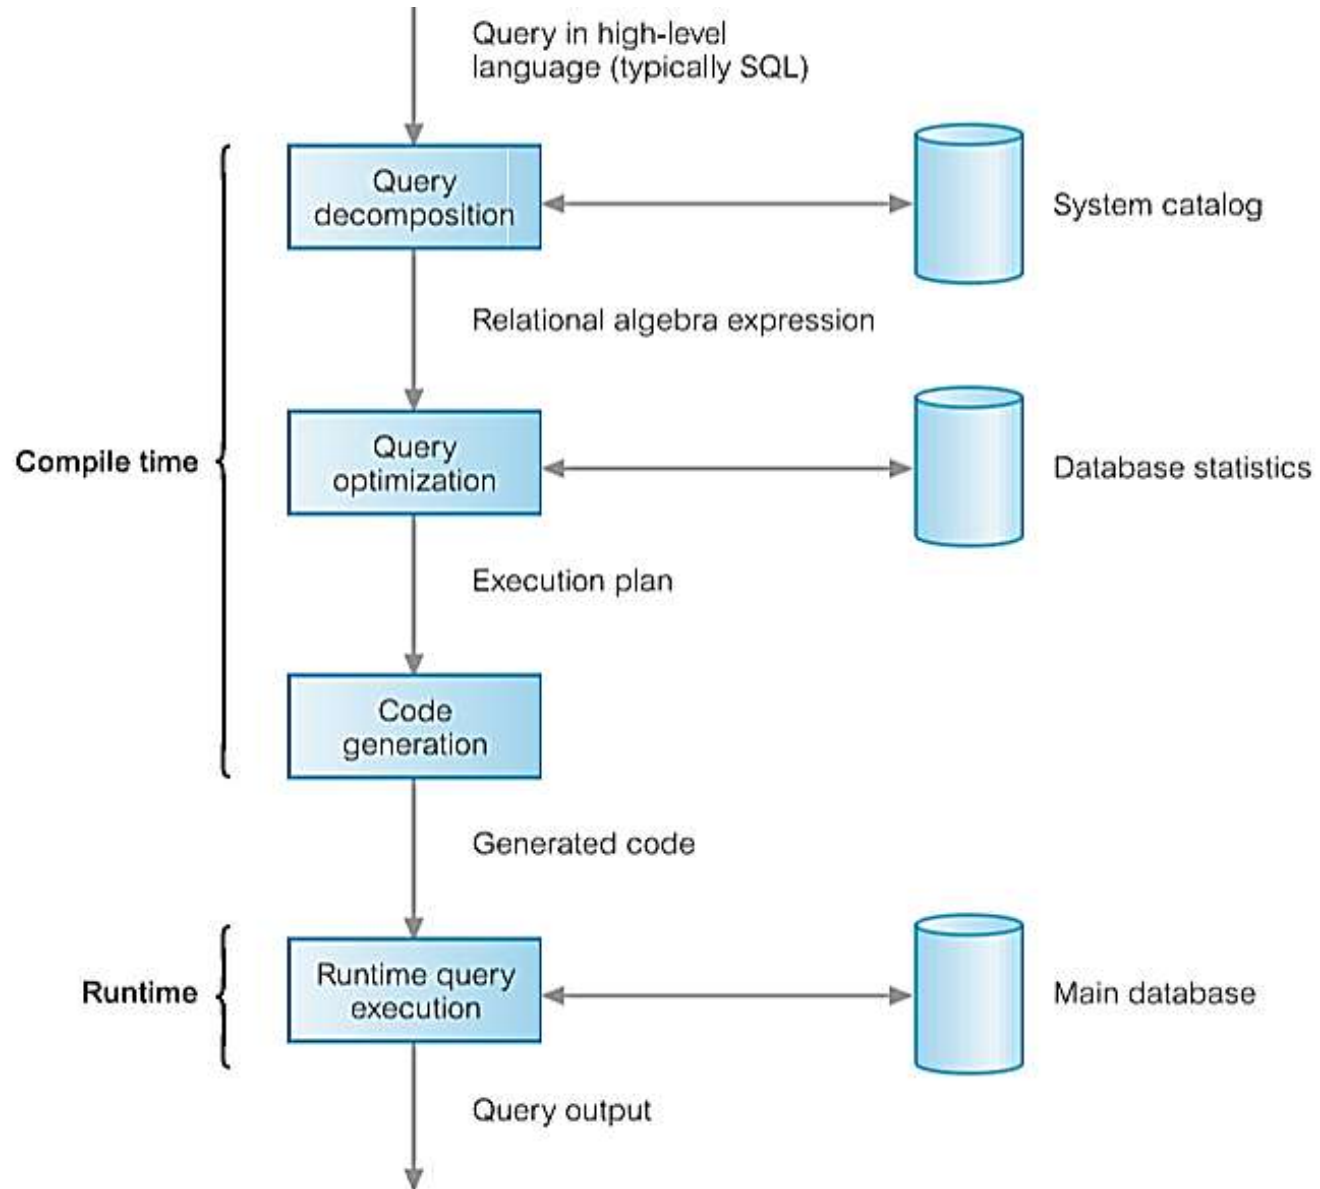 Query in high-level
language (typically SQL)
Query
decomposition
System catalog
Relational algebra expression
Compile time
Query
optimization
Database statistics
Execution plan
Code
generation
Generated code
Runtime
Runtime query
execution
Main database
Query output